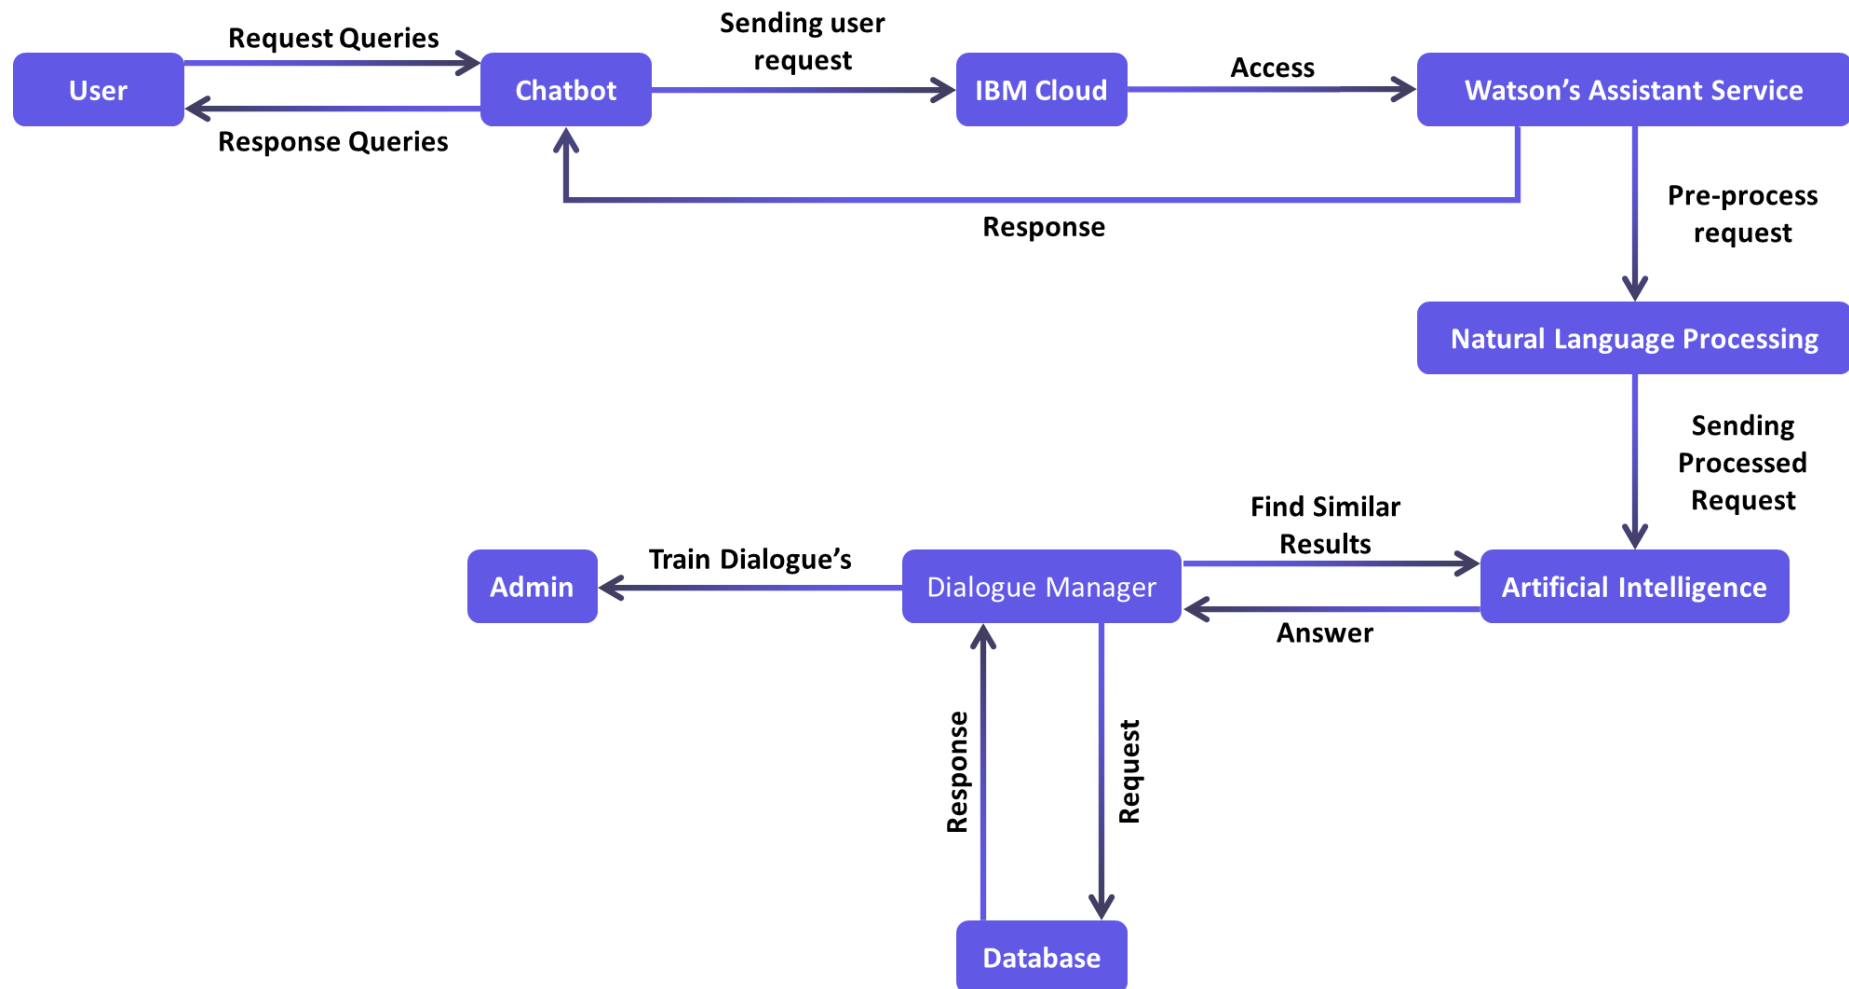 Request Queries
Sending user
request
User
Chatbot
IBM Cloud
Access
Watson’s Assistant Service
Response Queries
Response
Pre-process
request
Natural Language Processing
Sending
Processed
Request
Find Similar
Results
Train Dialogue’s
Admin
Dialogue Manager
Artificial Intelligence
Answer
Response
Request
Database